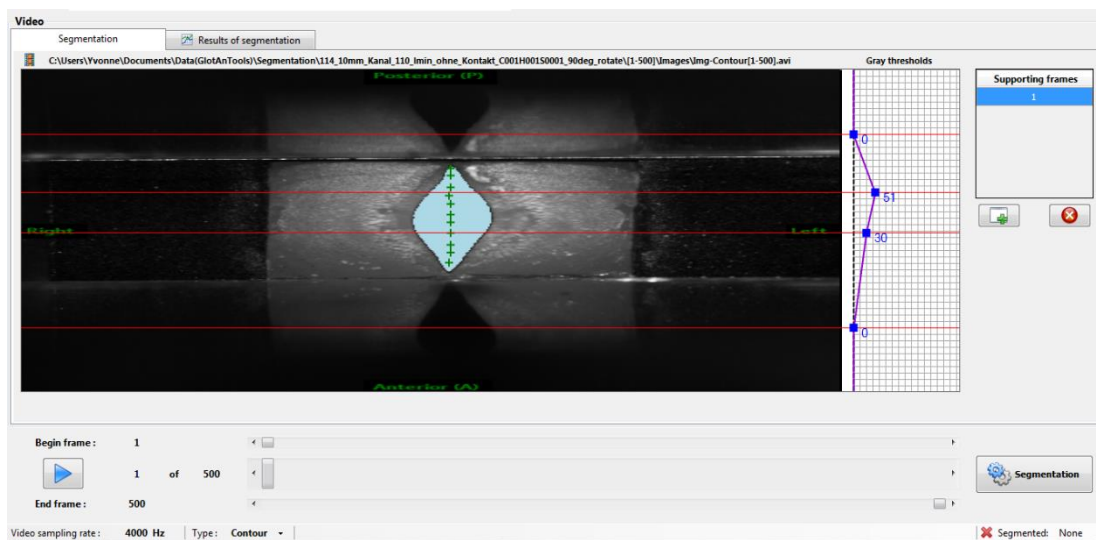 Video
Segmentation
Results of segmentation
C:\Users\Yvonne\Documents\Data(GlotAnTools)\Segmentation\114_10mm_Kanal_110_lmin_ohne_Kontakt_C001H001S0001_90deg_rotate\[1-500]\Images\Img-Contour[1-500].avi
Gray thresholds
Supporting frames
1
Posterior (P)
0
51
Right
Left
30
0
Anterior (A)
Begin frame : 1
1 of 500
Segmentation
End frame : 500
Video sampling rate : 4000 Hz Type : Contour Segmented: None